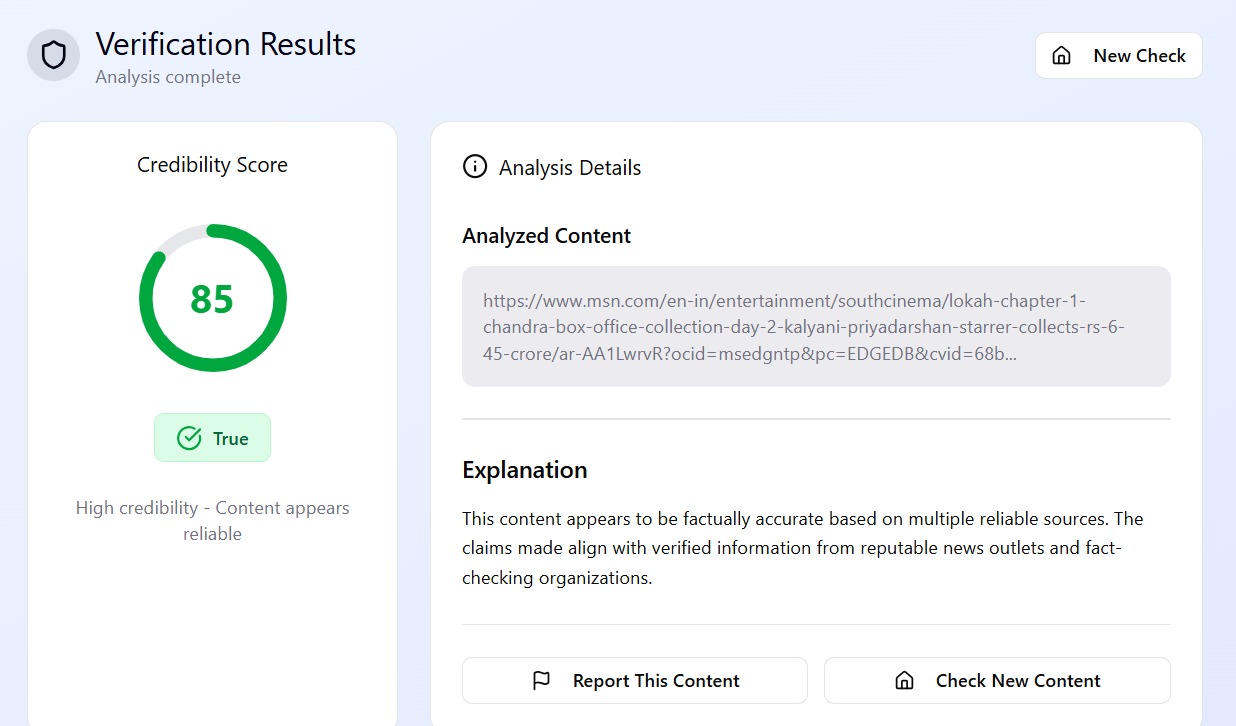 Verification Results
Analysis complete
New Check
Credibility Score
85
True
High credibility - Content appears
reliable
Analysis Details
Analyzed Content
https://www.msn.com/en-in/entertainment/southcinema/lokah-chapter-1-
chandra-box-office-collection-day-2-kalyani-priyadarshan-starrer-collects-rs-6-
45-crore/ar-AA1LwrvR?ocid=msedgntp&pc=EDGEDB&cvid=68b...
Explanation
This content appears to be factually accurate based on multiple reliable sources. The
claims made align with verified information from reputable news outlets and fact-
checking organizations.
Report This Content
Check New Content